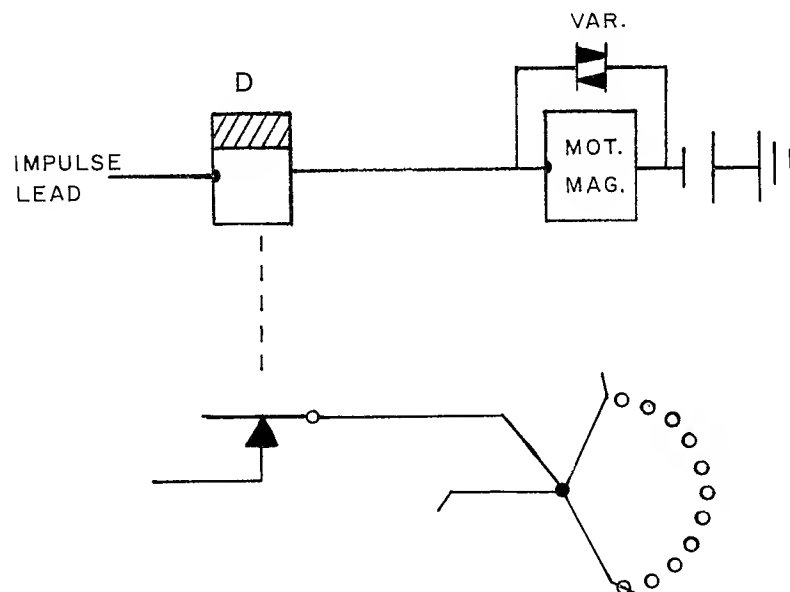 VAR.
D
IMPULSE
LEAD
MOT.
MAG.